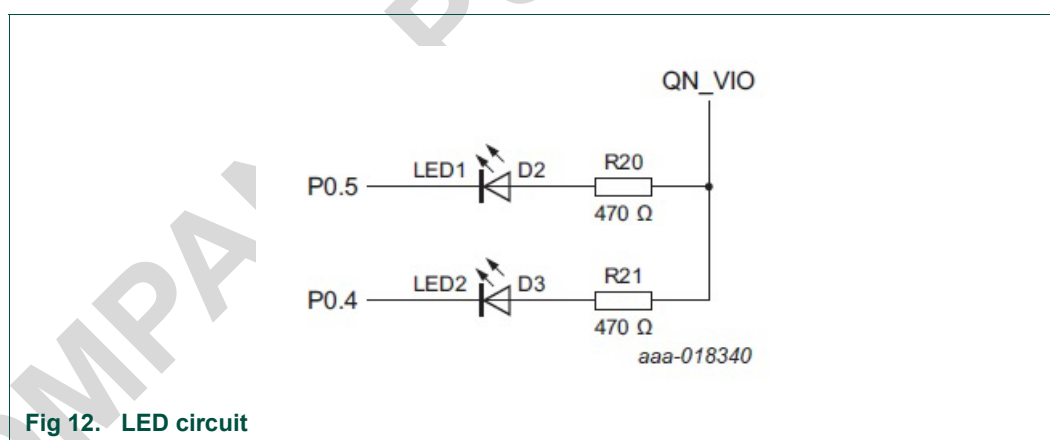 QN_VIO
LED1 D2 R20
P0.5
470 Ω
LED2 D3 R21
P0.4
470 Ω
aaa-018340
Fig 12. LED circuit